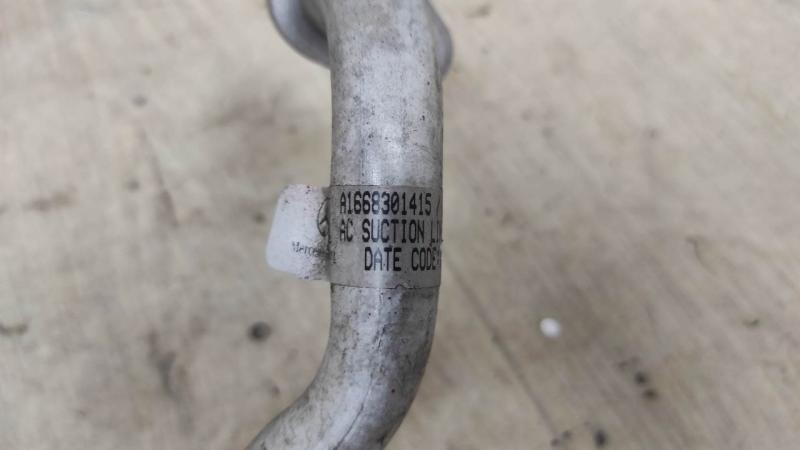 A1668301415 /
AC SUCTION
DATE CODE